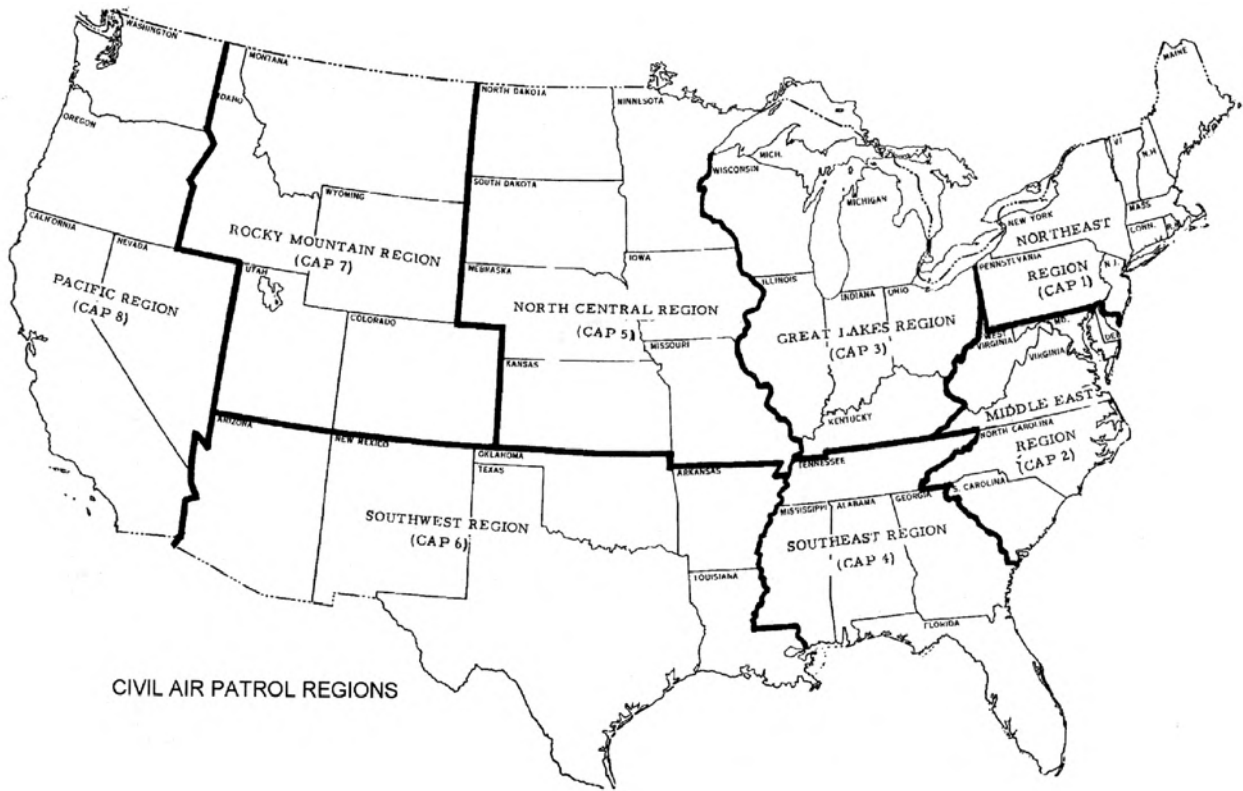 WASHINGTON
MONTANA
NORTH DAKOTA
MINNESOTA
MAINE
IDAHO
OREGON
VT
N.H
MICH.
WISCONSIN
SOUTH DAKOTA
WYOMING
MICHIGAN
MASS
NEW YORK
CALIFORNIA
NEVADA
ROCKY MOUNTAIN REGION
(CAP 7)
NORTHEAST
CONN.
R.I.
IOWA
PENNSYLVANIA
N.J.
REGION
(CAP 1)
UTAH
NEBRASKA
ILLINOIS
PACIFIC REGION
(CAP 8)
INDIANA
OHIO
NORTH CENTRAL REGION
(CAP 5)
COLORADO
GREAT LAKES REGION
(CAP 3)
MD.
DEL
WEST
VIRGINIA
MISSOURI
VIRGINIA
KANSAS
MIDDLE EAST
KENTUCKY
ARIZONA
NEW MEXICO
NORTH CAROLINA
REGION
(CAP 2)
OKLAHOMA
TEXAS
ARKANSAS
TENNESSEE
S. CAROLINA
MISSISSIPPI
ALABAMA
GEORGIA
SOUTHWEST REGION
(CAP 6)
SOUTHEAST REGION
(CAP 4)
LOUISIANA
FLORIDA
CIVIL AIR PATROL REGIONS